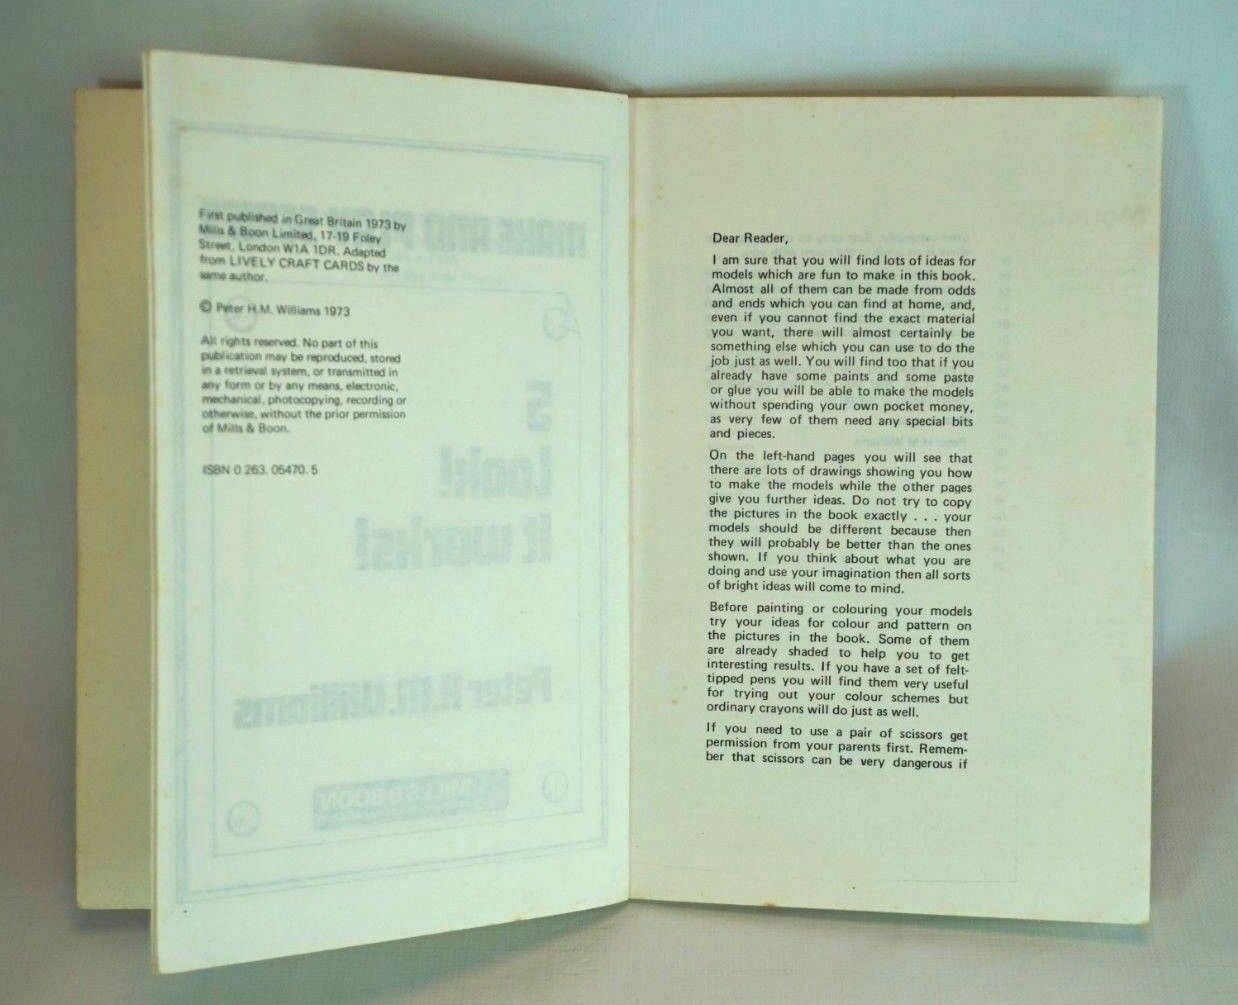 First published in Great Britain 1973 by
Mills & Boon Limited, 17-19 Foley
Street, London W1A 1DR. Adapted
from LIVELY CRAFT CARDS by the
same author.
© Peter H.M. Williams 1973
All rights reserved. No part of this
publication may be reproduced, stored
in a retrieval system, or transmitted in
any form or by any means, electronic,
mechanical, photocopying, recording or
otherwise, without the prior permission
of Mills & Boon.
ISBN 0 263. 05470. 5
MAKE AND PLAY
5
Look!
It works!
Peter H.M. Williams
MILLS & BOON
Dear Reader,
I am sure that you will find lots of ideas for
models which are fun to make in this book.
Almost all of them can be made from odds
and ends which you can find at home, and,
even if you cannot find the exact material
you want, there will almost certainly be
something else which you can use to do the
job just as well. You will find too that if you
already have some paints and some paste
or glue you will be able to make the models
without spending your own pocket money,
as very few of them need any special bits
and pieces.
On the left-hand pages you will see that
there are lots of drawings showing you how
to make the models while the other pages
give you further ideas. Do not try to copy
the pictures in the book exactly . . . your
models should be different because then
they will probably be better than the ones
shown. If you think about what you are
doing and use your imagination then all sorts
of bright ideas will come to mind.
Before painting or colouring your models
try your ideas for colour and pattern on
the pictures in the book. Some of them
are already shaded to help you to get
interesting results. If you have a set of felt-
tipped pens you will find them very useful
for trying out your colour schemes but
ordinary crayons will do just as well.
If you need to use a pair of scissors get
permission from your parents first. Remem-
ber that scissors can be very dangerous if